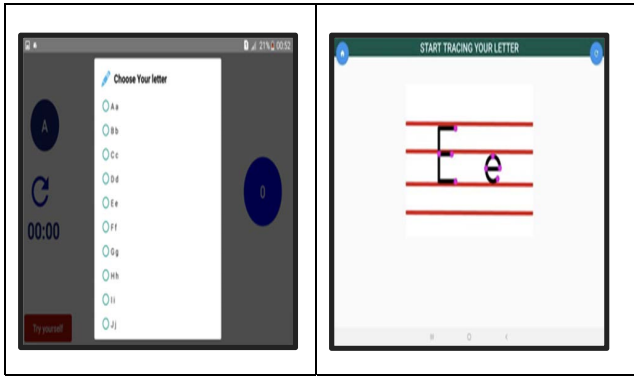 21% 00:52
Choose Your letter
A a
B b
C c
D d
E e
F f
G g
H h
I i
J j
A
00:00
Try yourself
0
START TRACING YOUR LETTER
E e